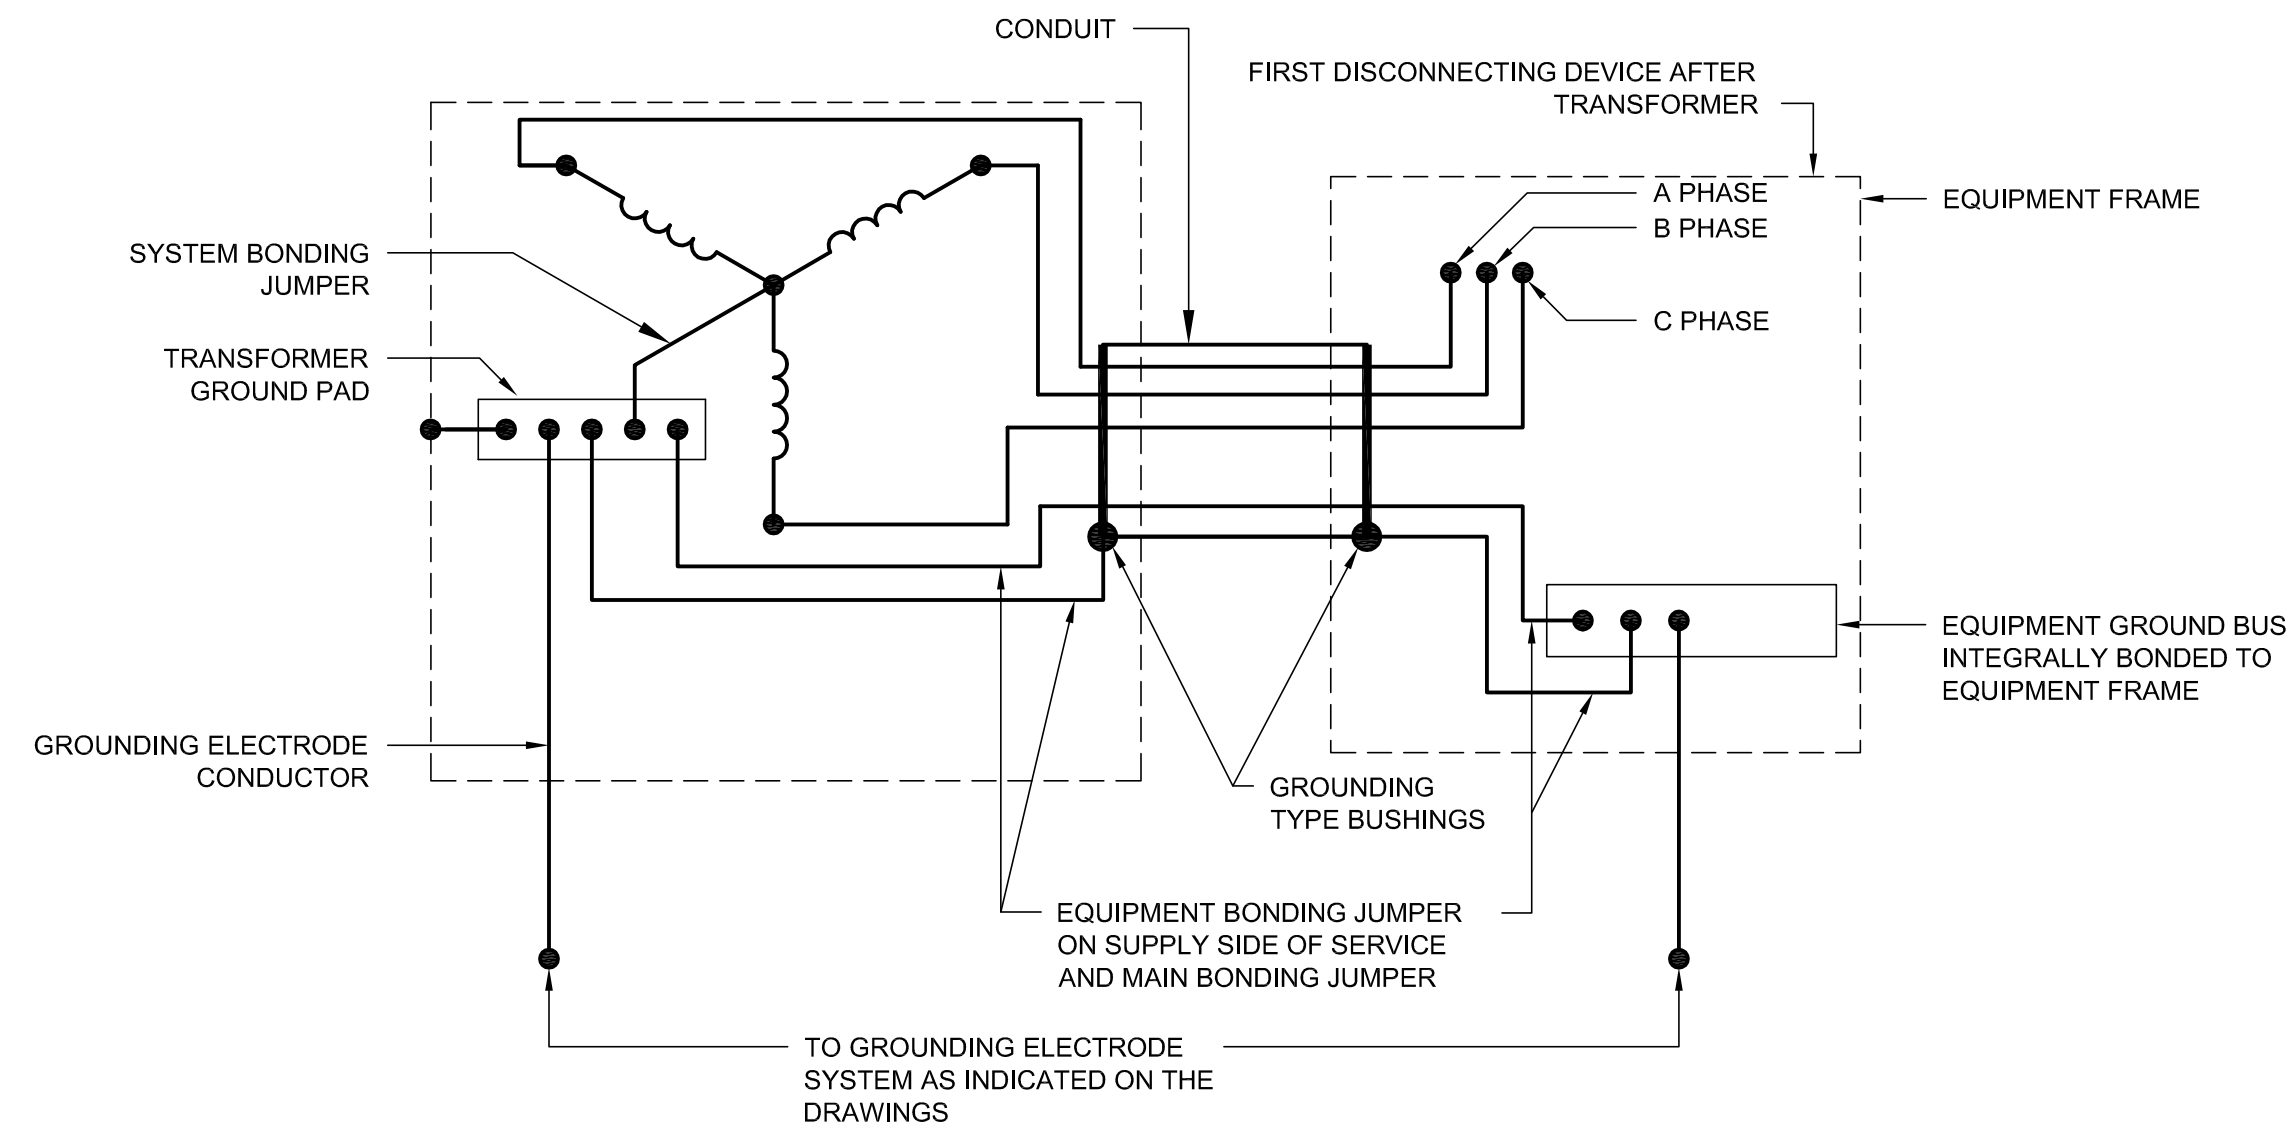 CONDUIT
FIRST DISCONNECTING DEVICE AFTER
TRANSFORMER
A PHASE
B PHASE
C PHASE
EQUIPMENT FRAME
SYSTEM BONDING
JUMPER
TRANSFORMER
GROUND PAD
EQUIPMENT GROUND BUS
INTEGRALLY BONDED TO
EQUIPMENT FRAME
GROUNDING ELECTRODE
CONDUCTOR
GROUNDING
TYPE BUSHINGS
EQUIPMENT BONDING JUMPER
ON SUPPLY SIDE OF SERVICE
AND MAIN BONDING JUMPER
TO GROUNDING ELECTRODE
SYSTEM AS INDICATED ON THE
DRAWINGS